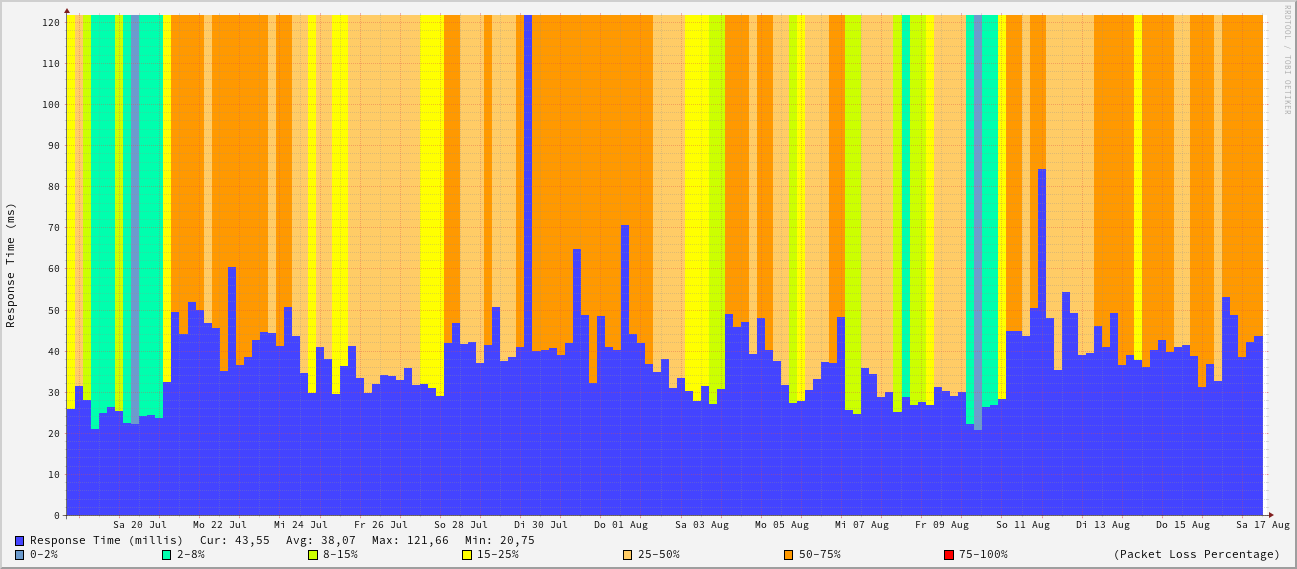 120
110
100
90
80
70
60
50
40
30
20
10
0
Response Time (ms)
RRDTOOL / TOBI OETIKER
Sa 20 Jul Mo 22 Jul Mi 24 Jul Fr 26 Jul So 28 Jul Di 30 Jul Do 01 Aug Sa 03 Aug Mo 05 Aug Mi 07 Aug Fr 09 Aug So 11 Aug Di 13 Aug Do 15 Aug Sa 17 Aug
Response Time (millis) Cur: 43,55 Avg: 38,07 Max: 121,66 Min: 20,75
0-2% 2-8% 8-15% 15-25% 25-50% 50-75% 75-100% (Packet Loss Percentage)